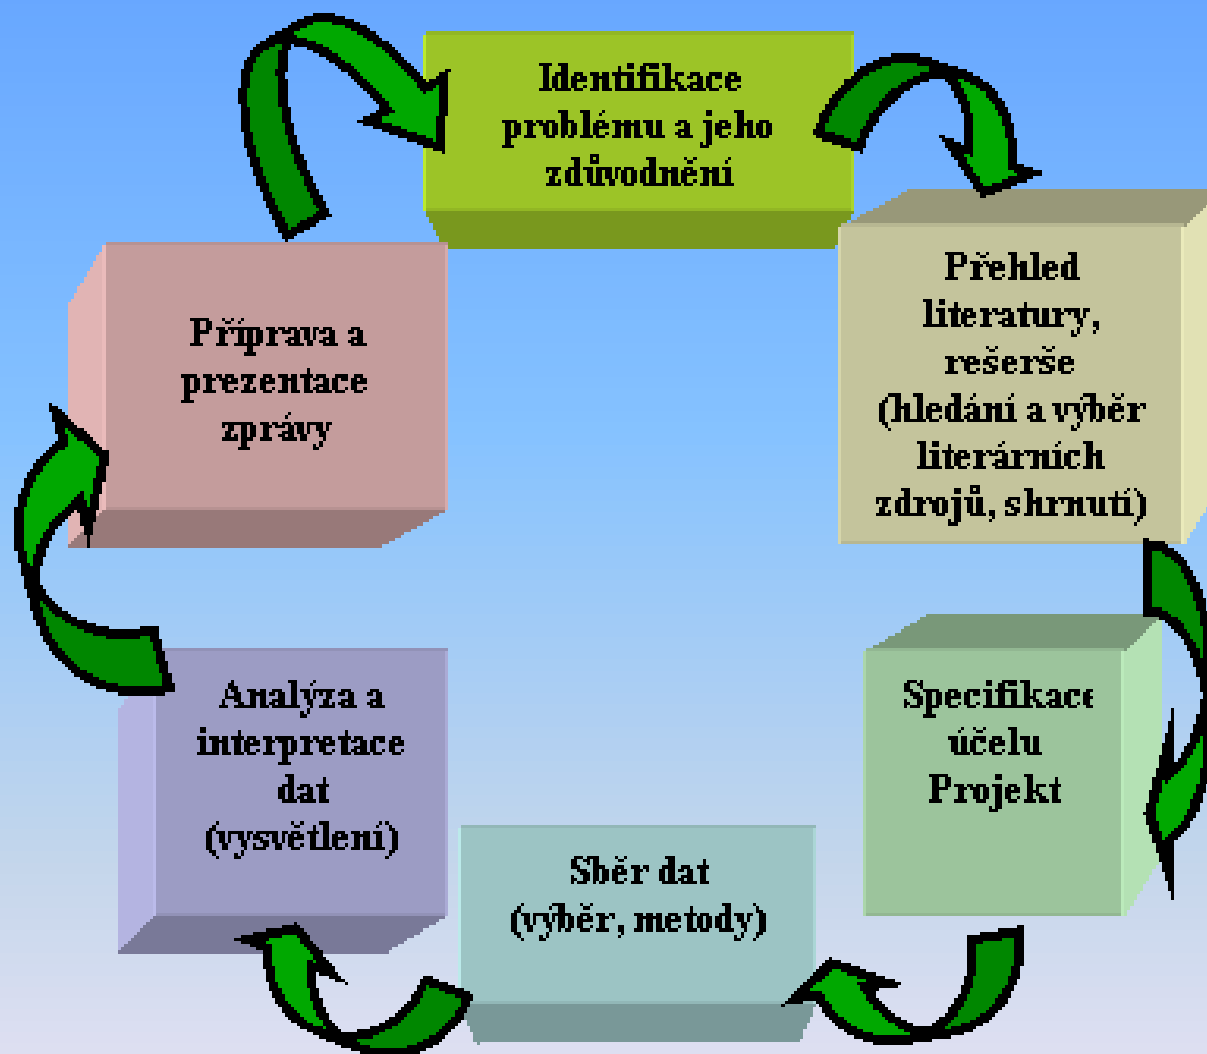 Identifikace
problému a jeho
zdůvodnění
Přehled
literatury,
rešerše
(hledání a výběr
literárních
zdrojů, shrnutí)
Specifikace
účelu
Projekt
Sběr dat
(výběr, metody)
Analýza a
interpretace
dat
(vysvětlení)
Příprava a
prezentace
zprávy